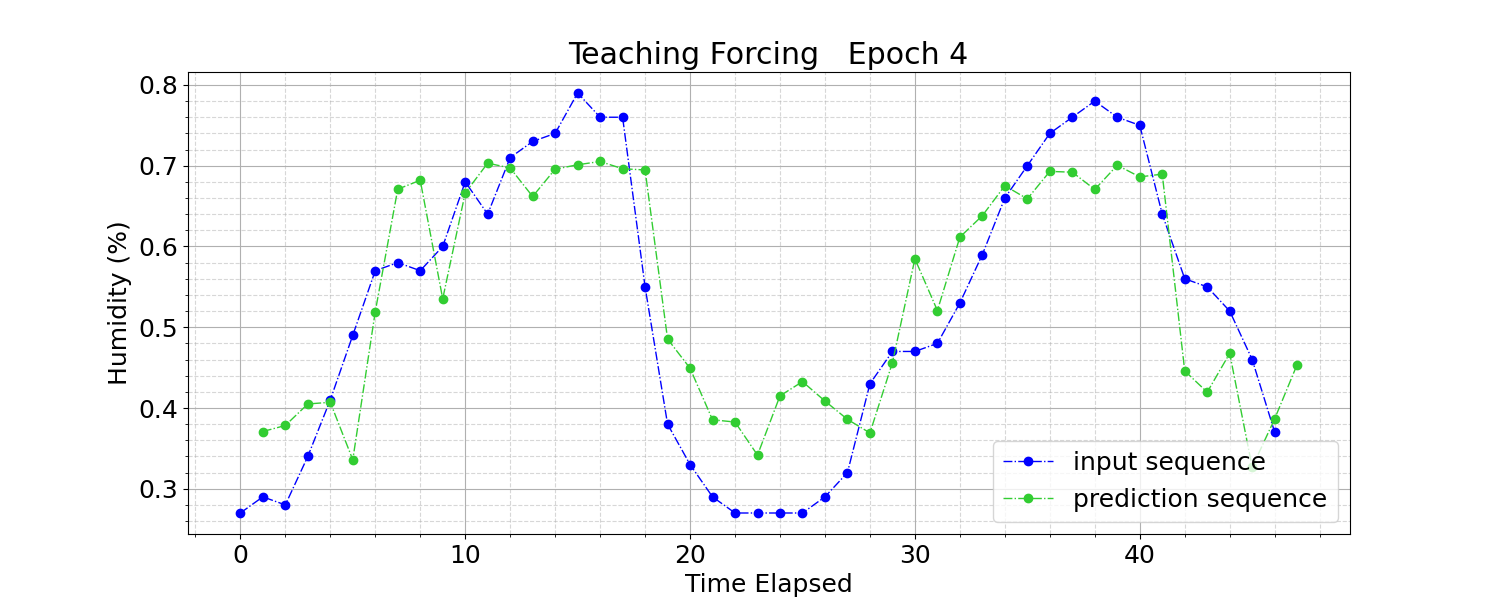 Teaching Forcing   Epoch 4
Humidity (%)
0.8
0.7
0.6
0.5
0.4
0.3
input sequence
prediction sequence
0 10 20 30 40
Time Elapsed